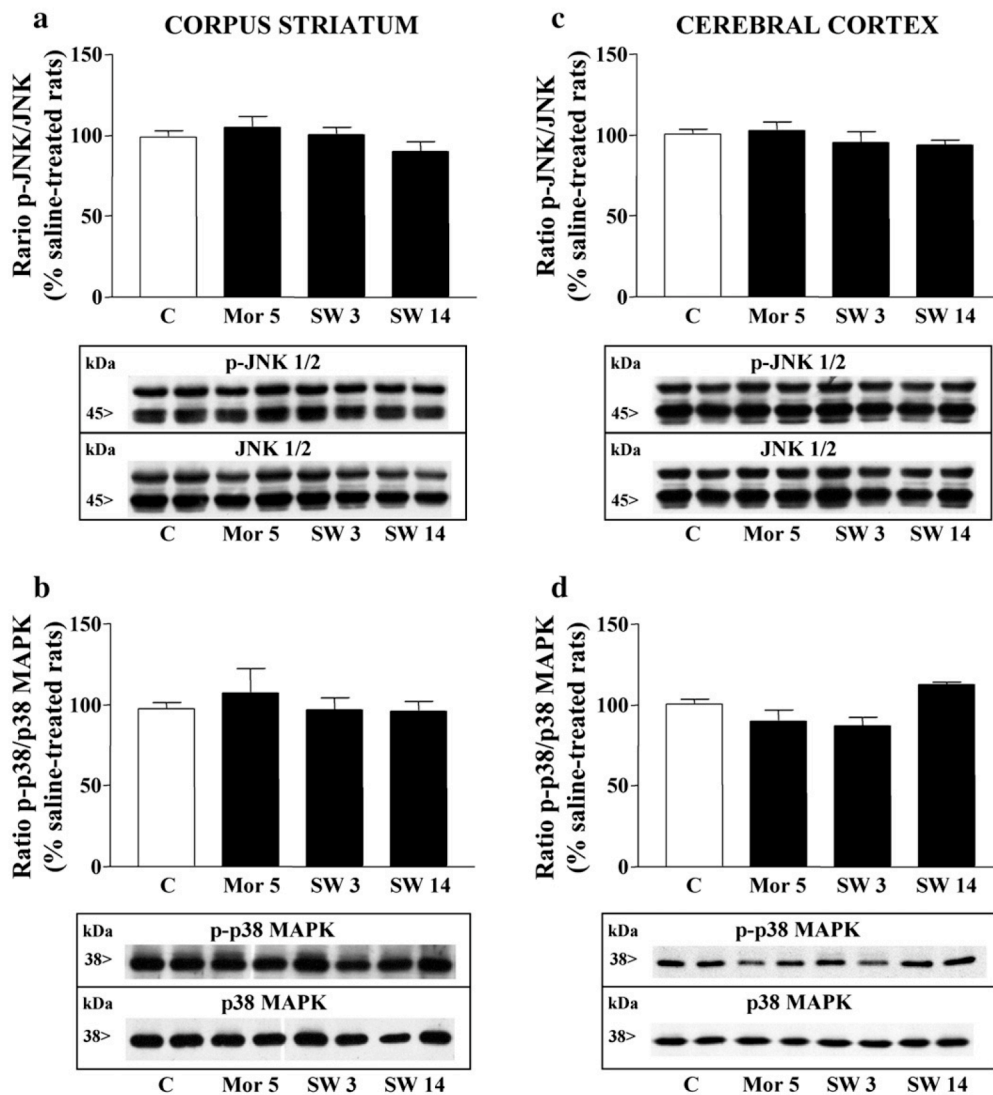 a CORPUS STRIATUM
Rario p-JNK/JNK
(% saline-treated rats)
150
100
50
0
C Mor 5 SW 3 SW 14
kDa p-JNK 1/2
45>
kDa JNK 1/2
45>
C Mor 5 SW 3 SW 14
b
Ratio p-p38/p38 MAPK
(% saline-treated rats)
150
100
50
0
C Mor 5 SW 3 SW 14
kDa p-p38 MAPK
38>
kDa p38 MAPK
38>
C Mor 5 SW 3 SW 14
c CEREBRAL CORTEX
Ratio p-JNK/JNK
(% saline-treated rats)
150
100
50
0
C Mor 5 SW 3 SW 14
kDa p-JNK 1/2
45>
kDa JNK 1/2
45>
C Mor 5 SW 3 SW 14
d
Ratio p-p38/p38 MAPK
(% saline-treated rats)
150
100
50
0
C Mor 5 SW 3 SW 14
kDa p-p38 MAPK
38>
kDa p38 MAPK
38>
C Mor 5 SW 3 SW 14